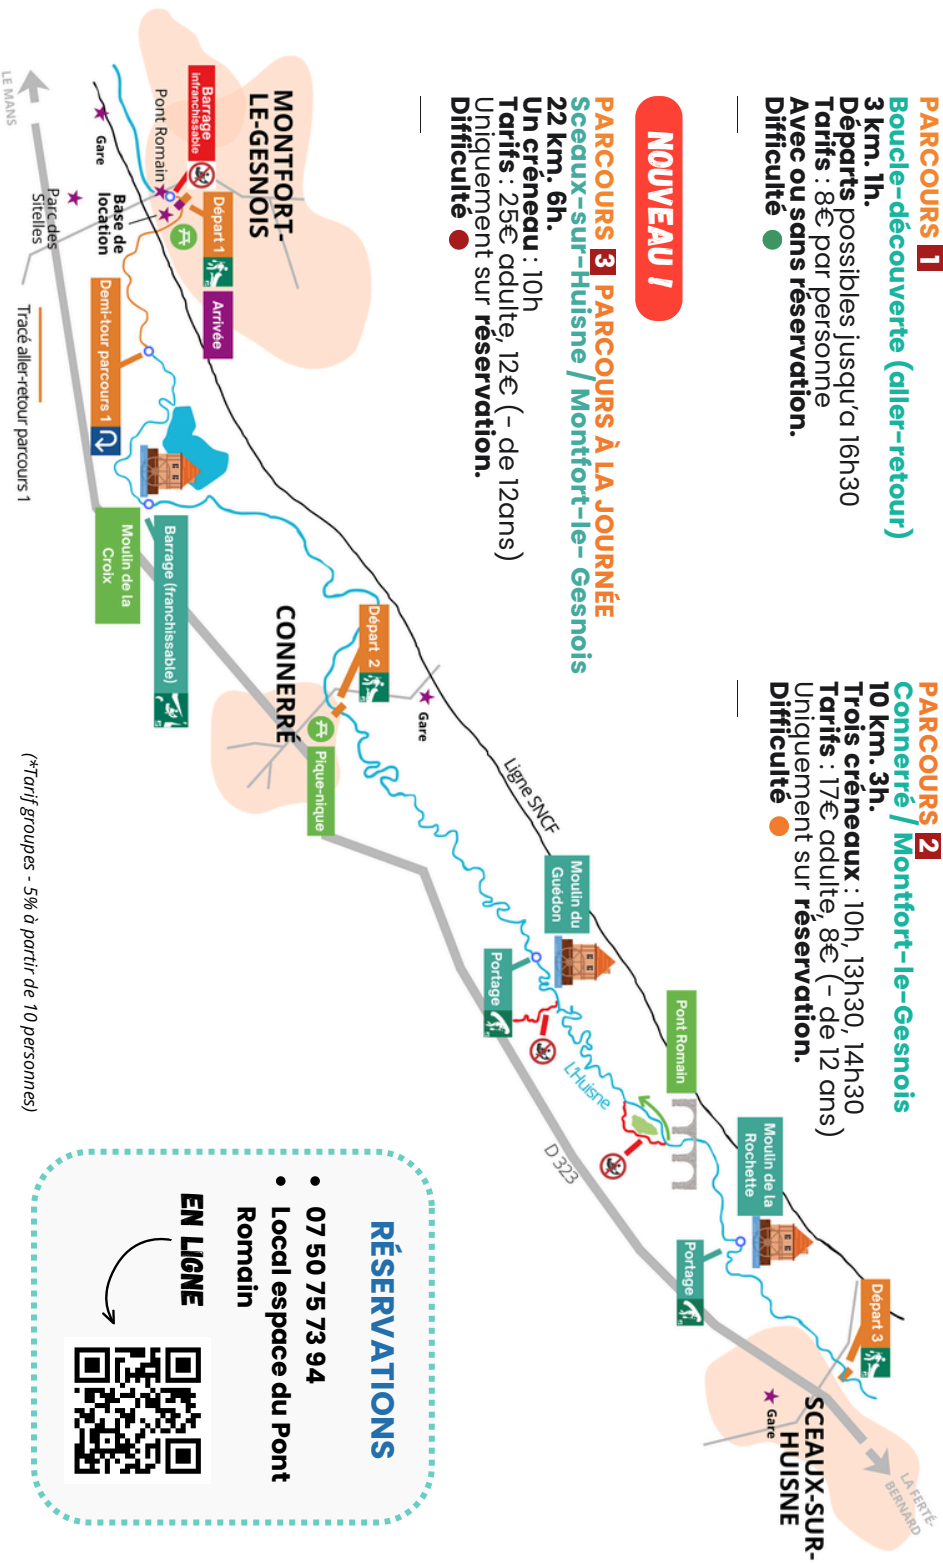 PARCOURS 1
Boucle-découverte (aller-retour)
3 km. 1h.
Départs possibles jusqu'a 16h30
Tarifs : 8€ par personne
Avec ou sans réservation.
Difficulté
PARCOURS 2
Connerré / Montfort-le-Gesnois
10 km. 3h.
Trois créneaux : 10h, 13h30, 14h30
Tarifs : 17€ adulte, 8€ (- de 12 ans)
Uniquement sur réservation.
Difficulté
NOUVEAU !
PARCOURS 3 PARCOURS À LA JOURNÉE
Sceaux-sur-Huisne / Montfort-le- Gesnois
22 km. 6h.
Un créneau : 10h
Tarifs : 25€ adulte, 12€ (- de 12ans)
Uniquement sur réservation.
Difficulté
MONTFORT-
LE-GESNOIS
Barrage
infranchissable
Pont Romain
Gare
LE MANS
Départ 1
Arrivée
Base de
location
Parc des
Sitelles
Demi-tour parcours 1
Tracé aller-retour parcours 1
Moulin de la
Croix
Barrage (franchissable)
CONNERRÉ
Départ 2
Gare
Pique-nique
Ligne SNCF
Moulin du
Guédon
Portage
L'Huisne
Pont Romain
D 323
Moulin de la
Rochette
Portage
Départ 3
SCEAUX-SUR-
HUISNE
Gare
LA FERTÉ-
BERNARD
(*Tarif groupes - 5% à partir de 10 personnes)
RÉSERVATIONS
• 07 50 75 73 94
• Local espace du Pont
Romain
EN LIGNE